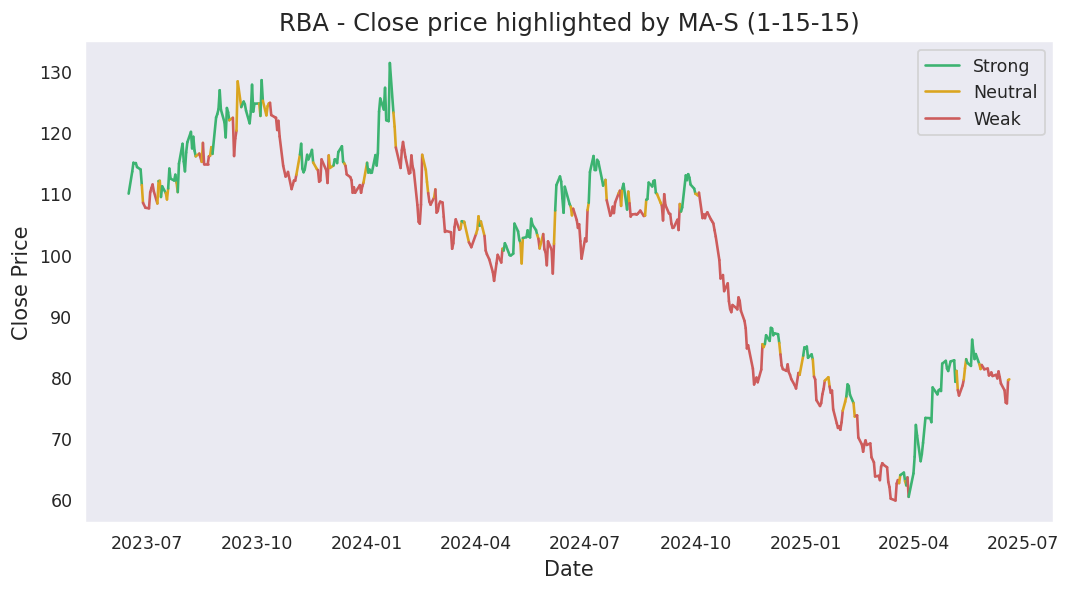 RBA - Close price highlighted by MA-S (1-15-15)
Strong
Neutral
Weak
Close Price
130
120
110
100
90
80
70
60
2023-07 2023-10 2024-01 2024-04 2024-07 2024-10 2025-01 2025-04 2025-07
Date